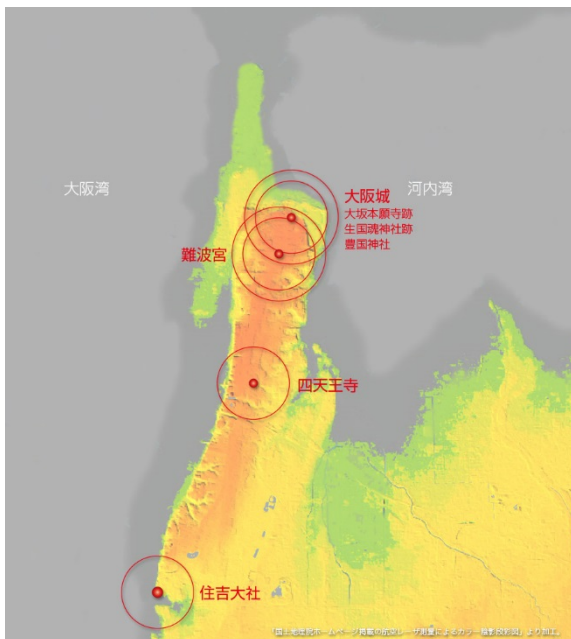 大阪湾
河内湾
大阪城
大坂本願寺跡
生国魂神社跡
豊国神社
難波宮
四天王寺
住吉大社